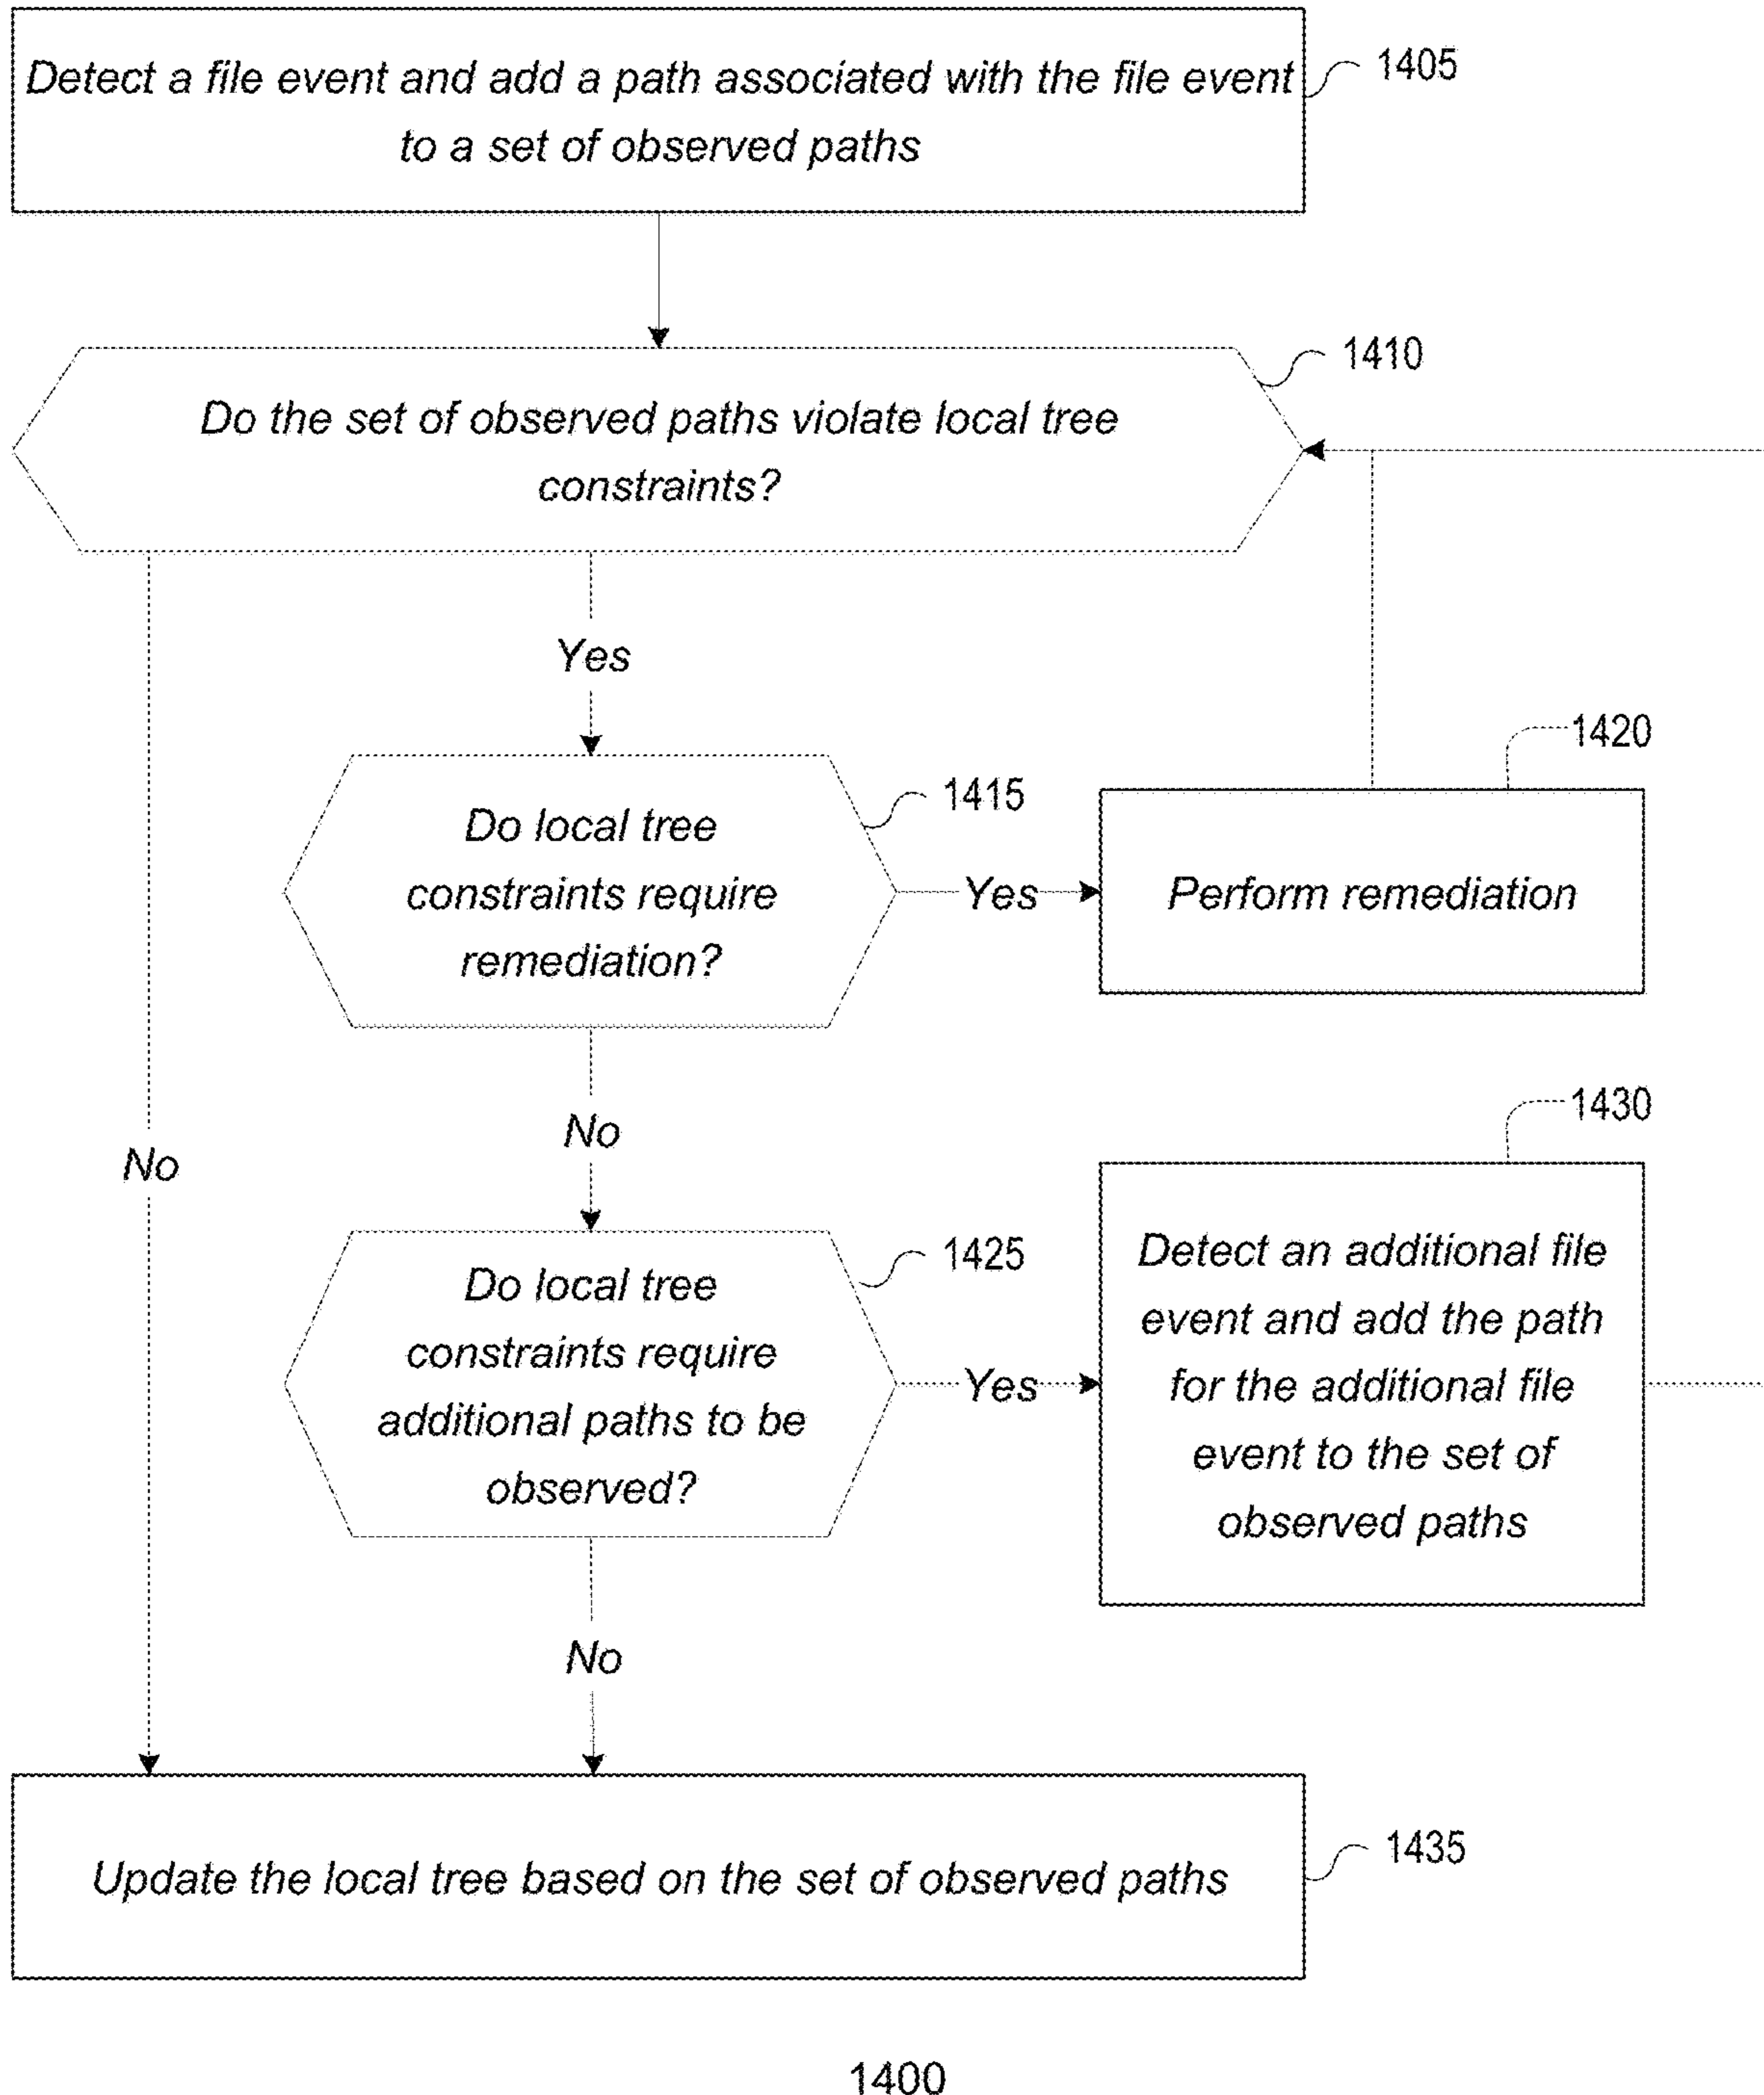 Detect a file event and add a path associated with the file event
to a set of observed paths
1405
Do the set of observed paths violate local tree
constraints?
1410
Yes
Do local tree
constraints require
remediation?
1415
Yes
Perform remediation
1420
No
No
Do local tree
constraints require
additional paths to be
observed?
1425
Yes
Detect an additional file
event and add the path
for the additional file
event to the set of
observed paths
1430
No
Update the local tree based on the set of observed paths
1435
1400